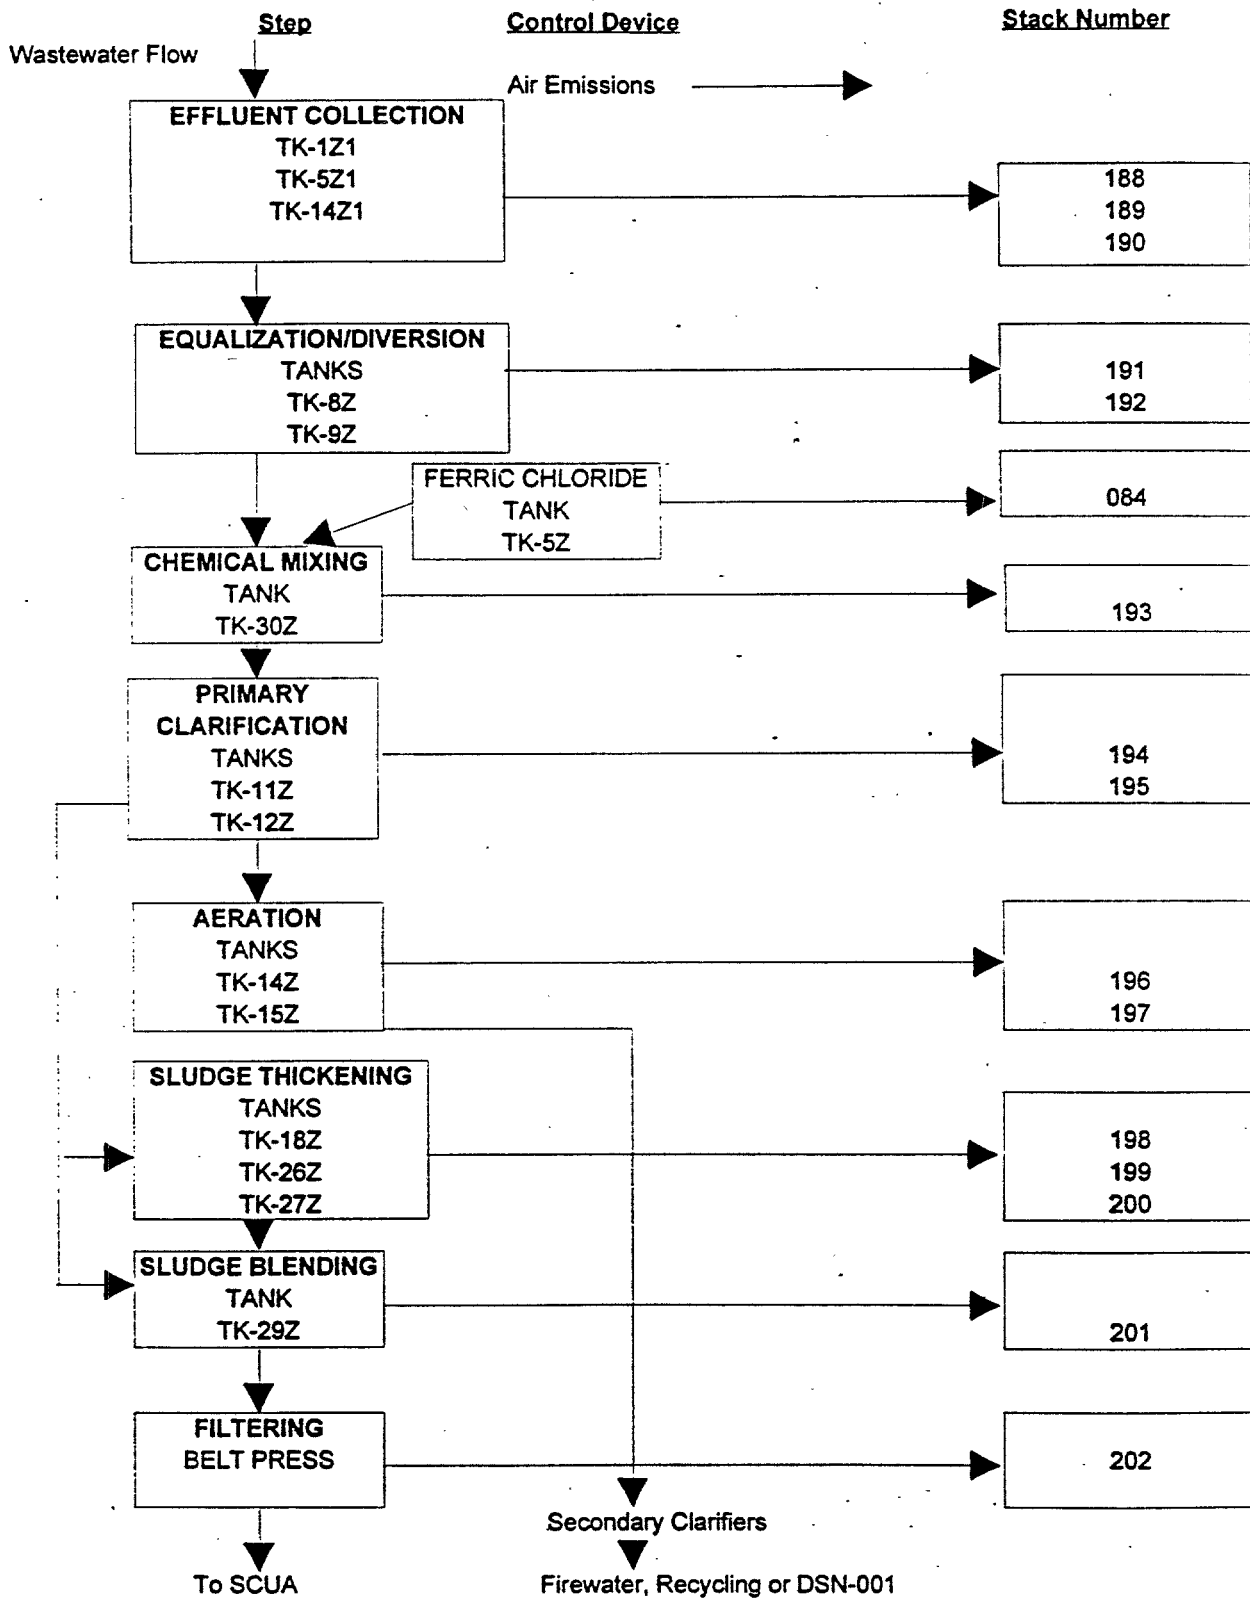 Step
Control Device
Stack Number
Wastewater Flow
Air Emissions
EFFLUENT COLLECTION
TK-1Z1
TK-5Z1
TK-14Z1
188
189
190
EQUALIZATION/DIVERSION
TANKS
TK-8Z
TK-9Z
191
192
FERRIC CHLORIDE
TANK
TK-5Z
084
CHEMICAL MIXING
TANK
TK-30Z
193
PRIMARY
CLARIFICATION
TANKS
TK-11Z
TK-12Z
194
195
AERATION
TANKS
TK-14Z
TK-15Z
196
197
SLUDGE THICKENING
TANKS
TK-18Z
TK-26Z
TK-27Z
198
199
200
SLUDGE BLENDING
TANK
TK-29Z
201
FILTERING
BELT PRESS
202
Secondary Clarifiers
To SCUA
Firewater, Recycling or DSN-001